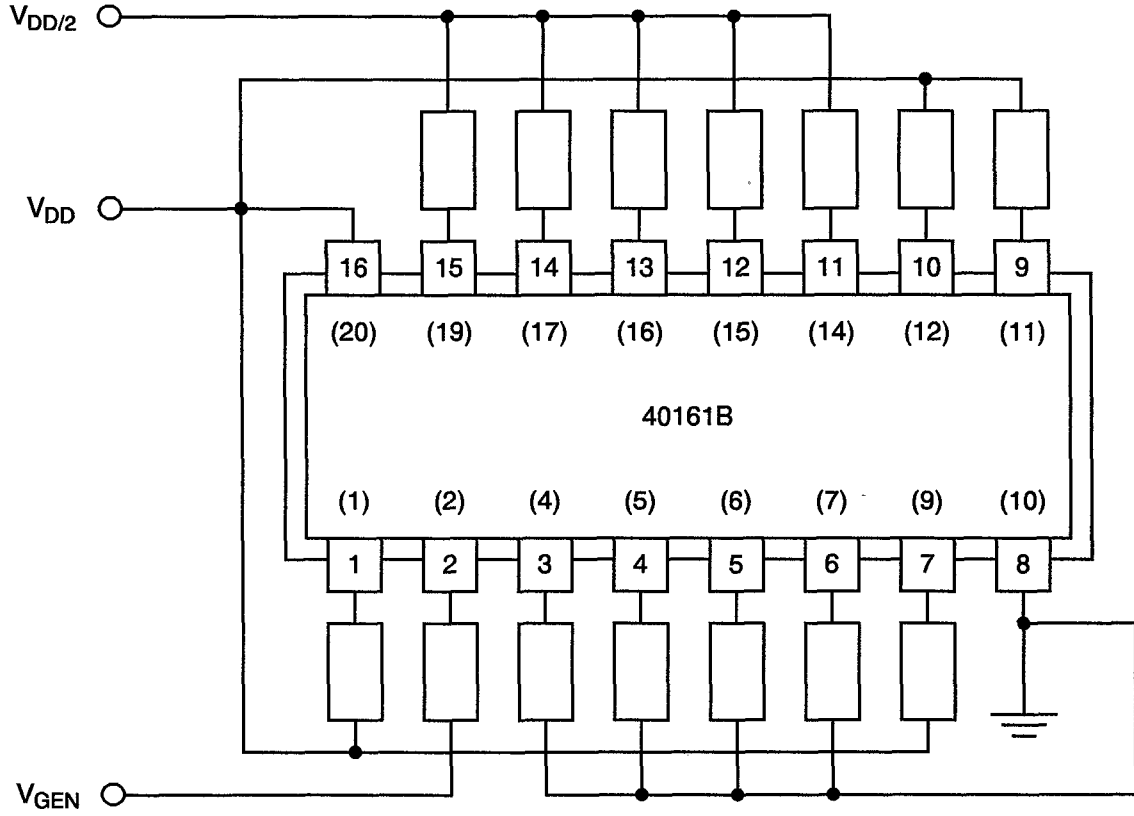 V_DD/2
V_DD
16 15 14 13 12 11 10 9
(20) (19) (17) (16) (15) (14) (12) (11)
40161B
(1) (2) (4) (5) (6) (7) (9) (10)
1 2 3 4 5 6 7 8
V_GEN